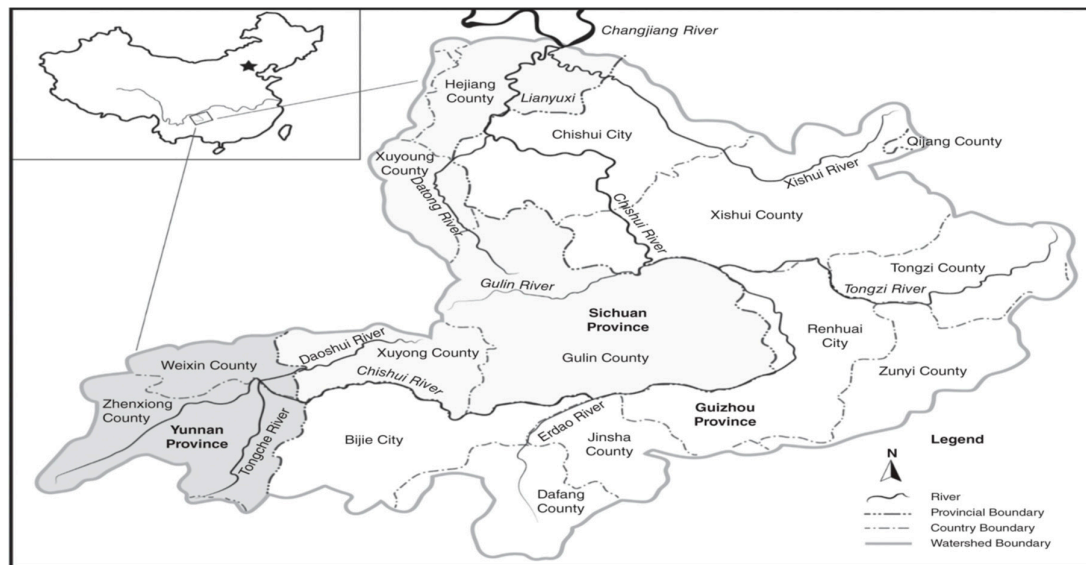 Changjiang River
Hejiang
County
Lianyuxi
Chishui City
Qijang County
Xuyoung
County
Datong River
Xishui River
Chishui River
Xishui County
Tongzi County
Gulin River
Tongzi River
Sichuan
Province
Renhuai
City
Daoshui River
Xuyong County
Gulin County
Weixin County
Chishui River
Zunyi County
Zhenxiong
County
Yunnan
Province
Tongche River
Bijie City
Erdao River
Guizhou
Province
Jinsha
County
Dafang
County
Legend
N
River
Provincial Boundary
Country Boundary
Watershed Boundary